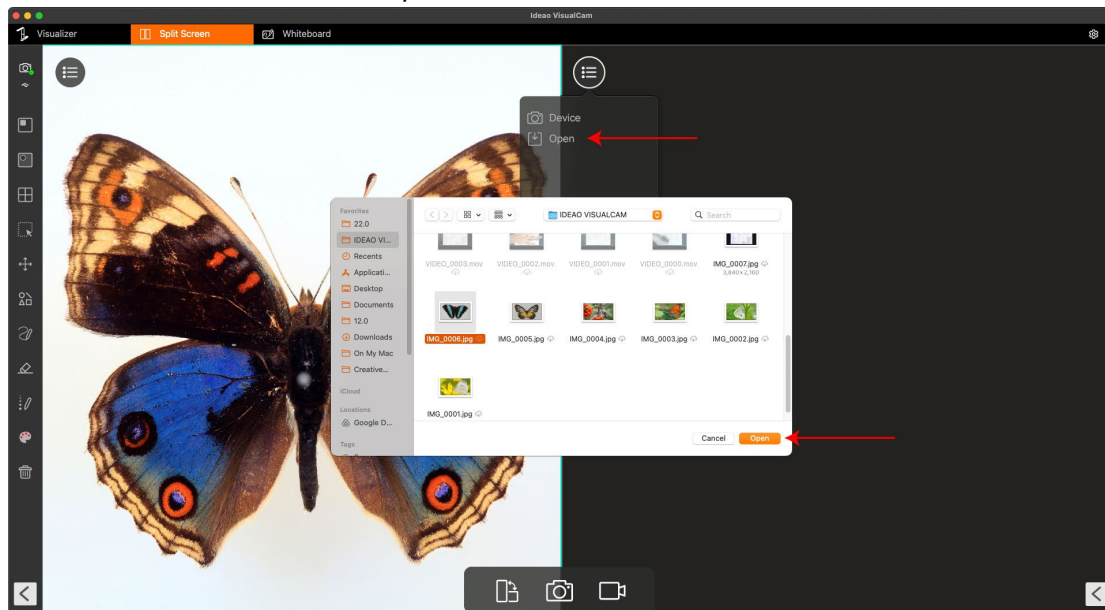 Ideao VisualCam
Visualizer
Split Screen
Whiteboard
Device
Open
Favorites
22.0
IDEAO VI...
Recents
Applicati...
Desktop
Documents
12.0
Downloads
On My Mac
Creative...
iCloud
Locations
Google D...
Tags
IDEAO VISUALCAM
Search
VIDEO_0003.mov
VIDEO_0002.mov
VIDEO_0001.mov
VIDEO_0000.mov
IMG_0007.jpg
3,840×2,160
IMG_0006.jpg
IMG_0005.jpg
IMG_0004.jpg
IMG_0003.jpg
IMG_0002.jpg
IMG_0001.jpg
Cancel
Open